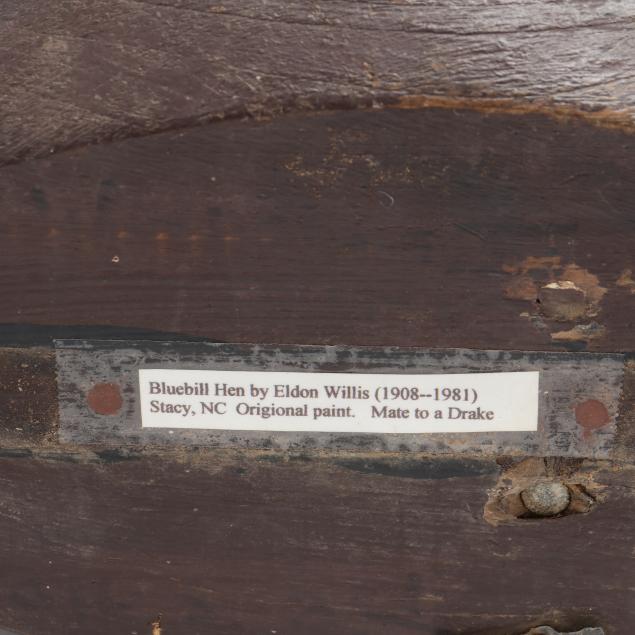 Bluebill Hen by Eldon Willis (1908--1981)
Stacy, NC  Origional paint.   Mate to a Drake